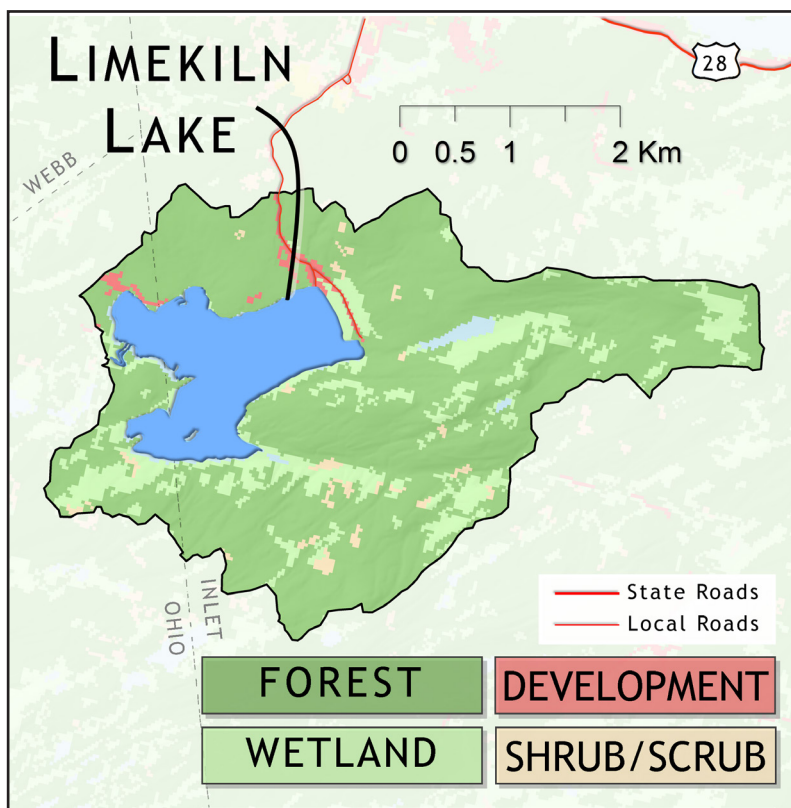 LIMEKILN
LAKE
28
0 0.5 1 2 Km
WEBB
INLET
OHIO
State Roads
Local Roads
FOREST
DEVELOPMENT
WETLAND
SHRUB/SCRUB